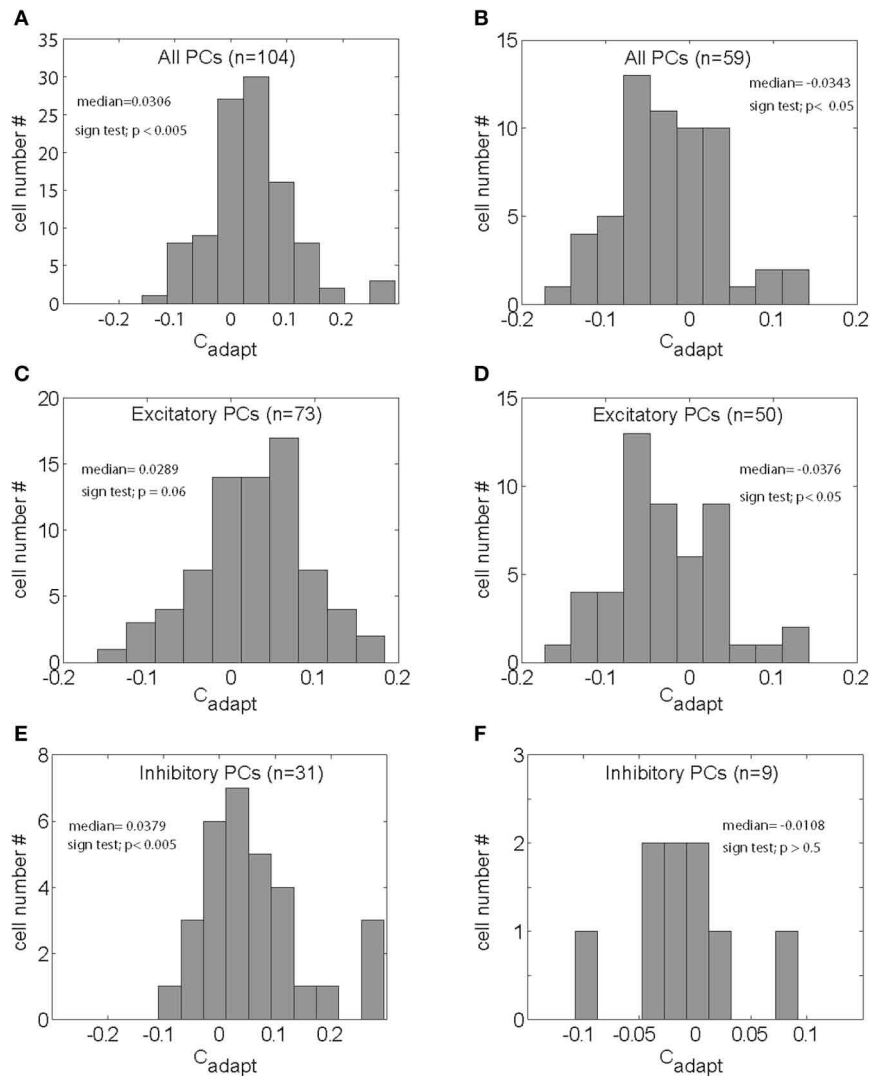 A
All PCs (n=104)
median=0.0306
sign test; p < 0.005
cell number #
35
30
25
20
15
10
5
0
-0.2 -0.1 0 0.1 0.2
C adapt
B
All PCs (n=59)
median= -0.0343
sign test; p< 0.05
cell number #
15
10
5
0
-0.2 -0.1 0 0.1 0.2
C adapt
C
Excitatory PCs (n=73)
median= 0.0289
sign test; p = 0.06
cell number #
20
15
10
5
0
-0.2 -0.1 0 0.1 0.2
C adapt
D
Excitatory PCs (n=50)
median= -0.0376
sign test; p< 0.05
cell number #
15
10
5
0
-0.2 -0.1 0 0.1 0.2
C adapt
E
Inhibitory PCs (n=31)
median= 0.0379
sign test; p< 0.005
cell number #
8
6
4
2
0
-0.2 -0.1 0 0.1 0.2
C adapt
F
Inhibitory PCs (n=9)
median= -0.0108
sign test; p > 0.5
cell number #
3
2
1
0
-0.1 -0.05 0 0.05 0.1
C adapt